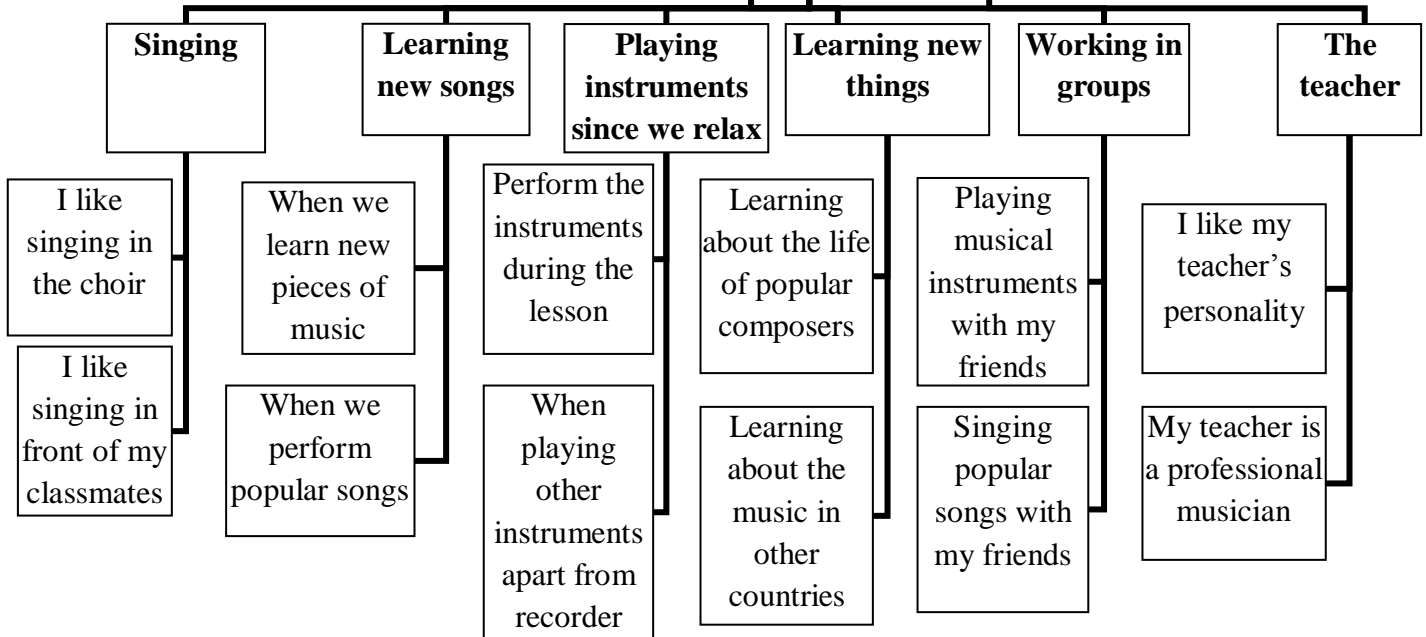 Singing
Learning
new songs
Playing
instruments
since we relax
Learning new
things
Working in
groups
The
teacher
I like
singing in
the choir
I like
singing in
front of my
classmates
When we
learn new
pieces of
music
When we
perform
popular songs
Perform the
instruments
during the
lesson
When
playing
other
instruments
apart from
recorder
Learning
about the life
of popular
composers
Learning
about the
music in
other
countries
Playing
musical
instruments
with my
friends
Singing
popular
songs with
my friends
I like my
teacher’s
personality
My teacher is
a professional
musician